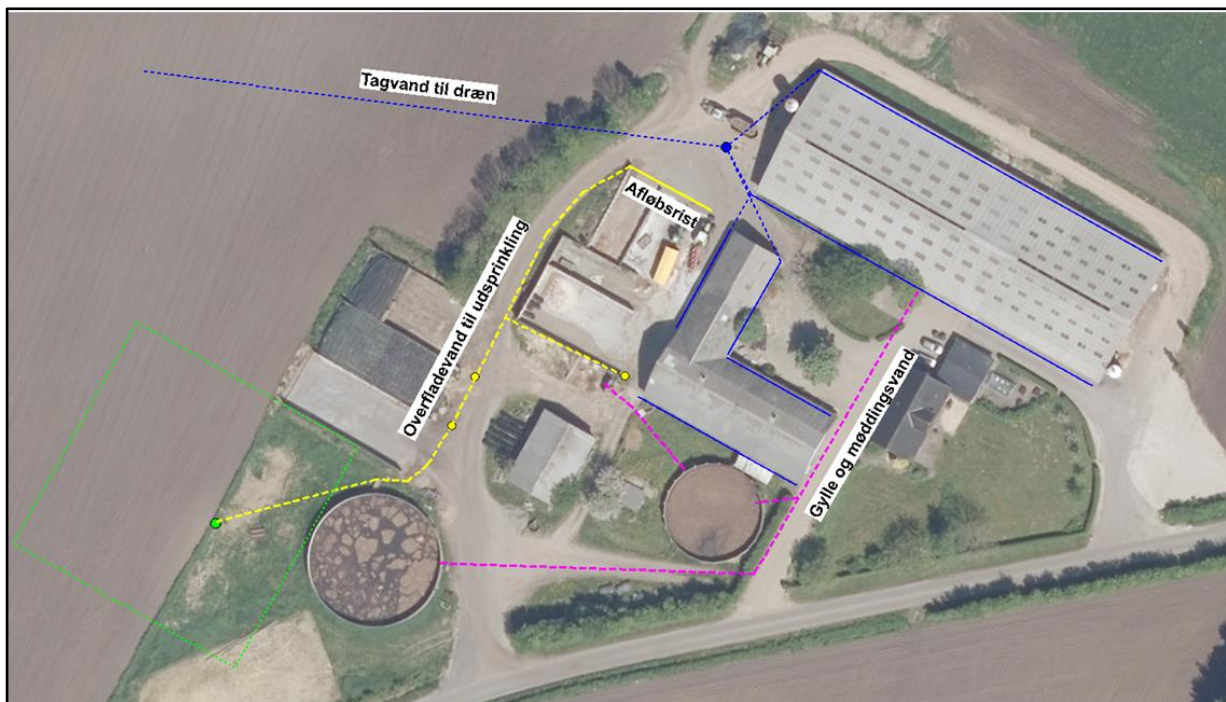 Tagvand til dræn
Afløbsrist
Overfladevand til udsprinkling
Gylle og møddingsvand